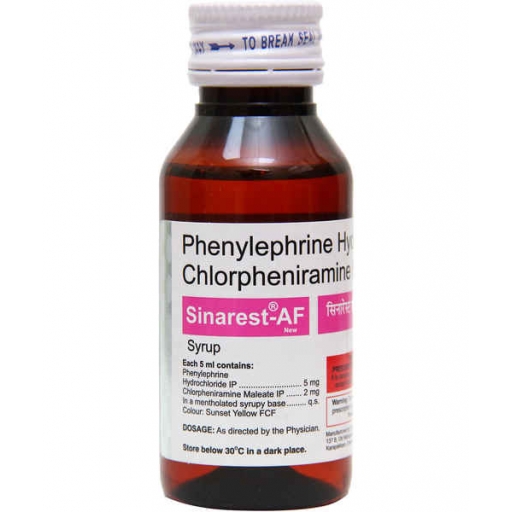 TO BREAK SEAL
Phenylephrine
Chlorpheniramine
Sinarest®-AF
New
सिनारेस्ट
Syrup
Each 5 ml contains:
Phenylephrine
Hydrochloride IP ............................ 5 mg
Chlorpheniramine Maleate IP ...... 2 mg
In a mentholated syrupy base ........ q.s.
Colour: Sunset Yellow FCF
DOSAGE: As directed by the Physician.
Store below 30°C in a dark place.
Warning: